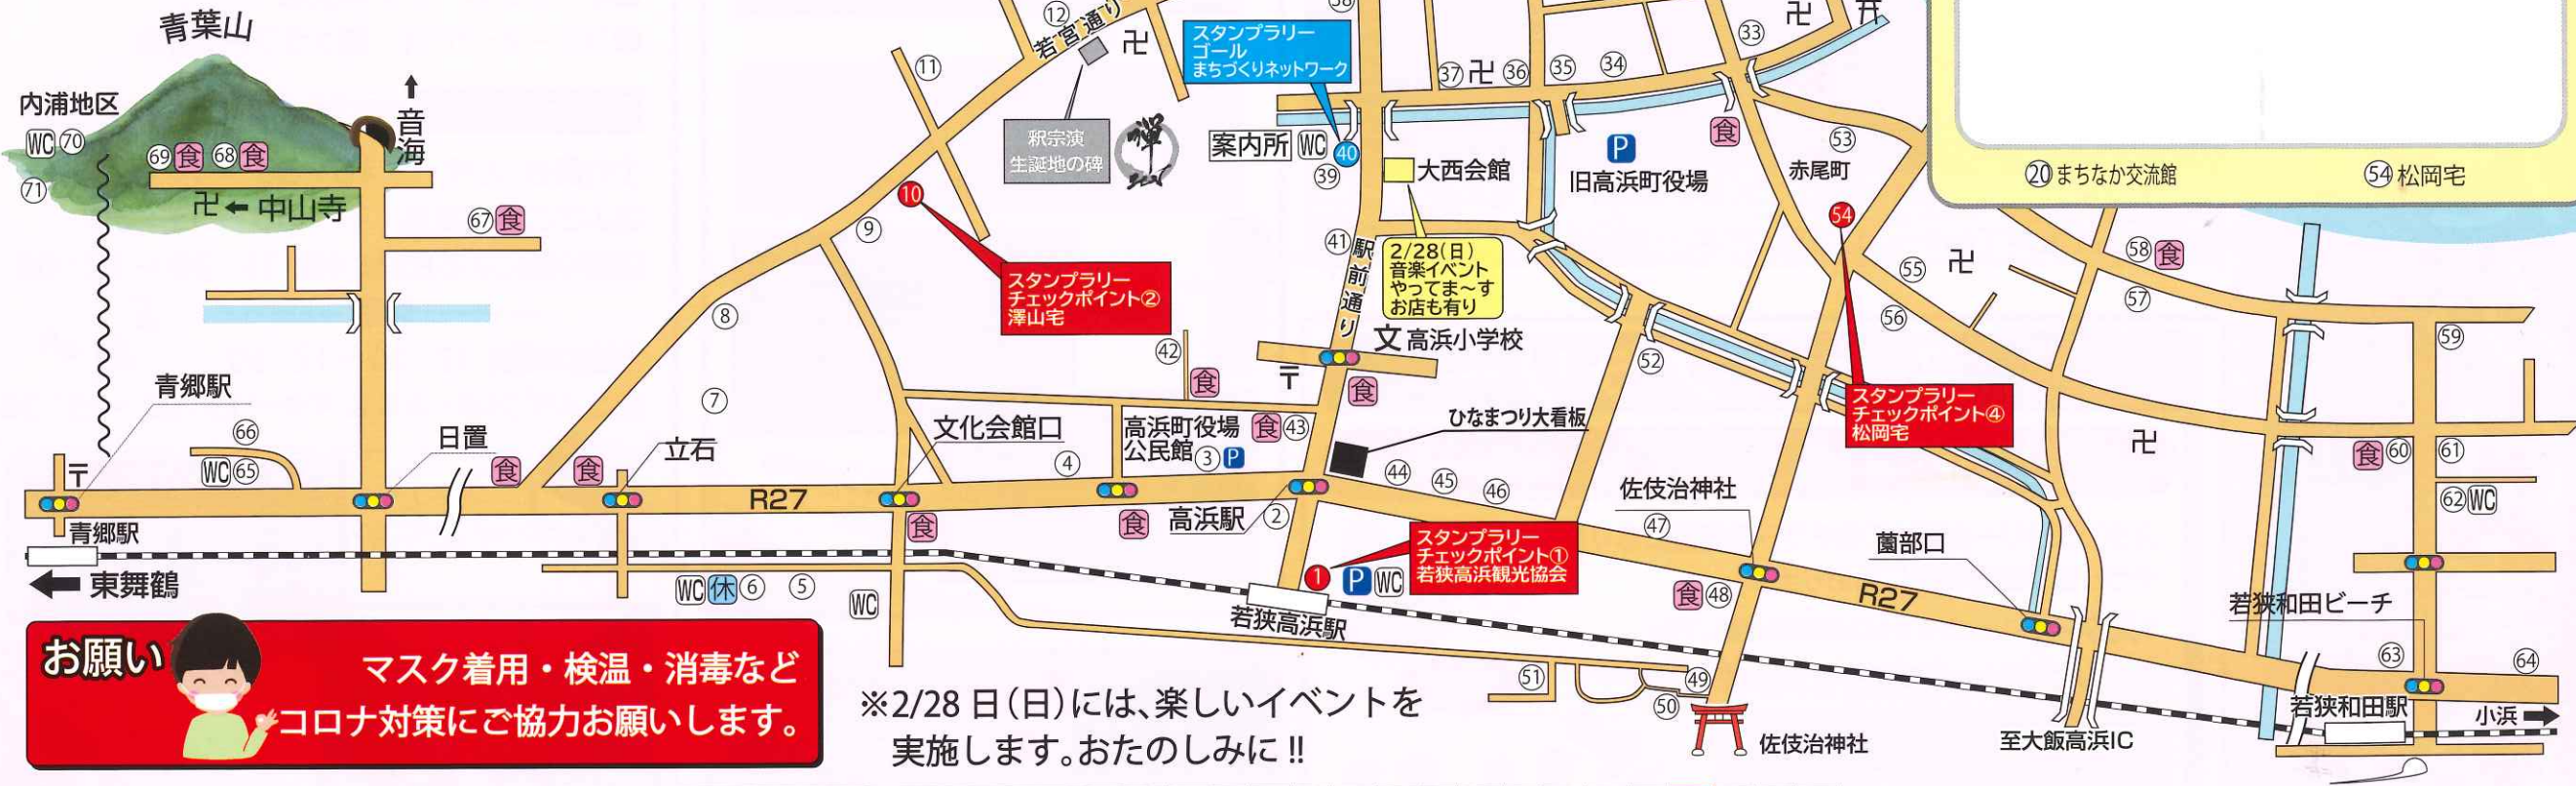 青葉山
内浦地区
WC 70
71
69 食 68 食
卍 ← 中山寺
↑音海
67 食
青郷駅
〒
66
WC 65
日置
青郷駅
← 東舞鶴
食
食
立石
R27
7
8
9
10
11
12
若宮通り
卍
釈宗演
生誕地の碑
スタンプラリー
チェックポイント②
澤山宅
文化会館口
食
WC 休 6
5
WC
42
食
高浜町役場
公民館 3 P
食 43
4
食
高浜駅
2
スタンプラリー
ゴール
まちづくりネットワーク
案内所 WC 40
39
38
37 卍 36
35
34
33
卍
大西会館
P
旧高浜町役場
食
53
赤尾町
54
41
駅前通り
2/28(日)
音楽イベント
やってま～す
お店も有り
文 高浜小学校
〒
食
ひなまつり大看板
44
45
46
47
52
スタンプラリー
チェックポイント①
若狭高浜観光協会
1 P WC
若狭高浜駅
佐伎治神社
食 48
49
50
51
佐伎治神社
R27
薗部口
至大飯高浜IC
スタンプラリー
チェックポイント④
松岡宅
55
卍
56
57
58 食
卍
59
食 60
61
62 WC
若狭和田ビーチ
63
64
若狭和田駅
小浜 →
20 まちなか交流館
54 松岡宅
お願い
マスク着用・検温・消毒など
コロナ対策にご協力お願いします。
※2/28 日(日)には、楽しいイベントを
実施します。おたのしみに !!